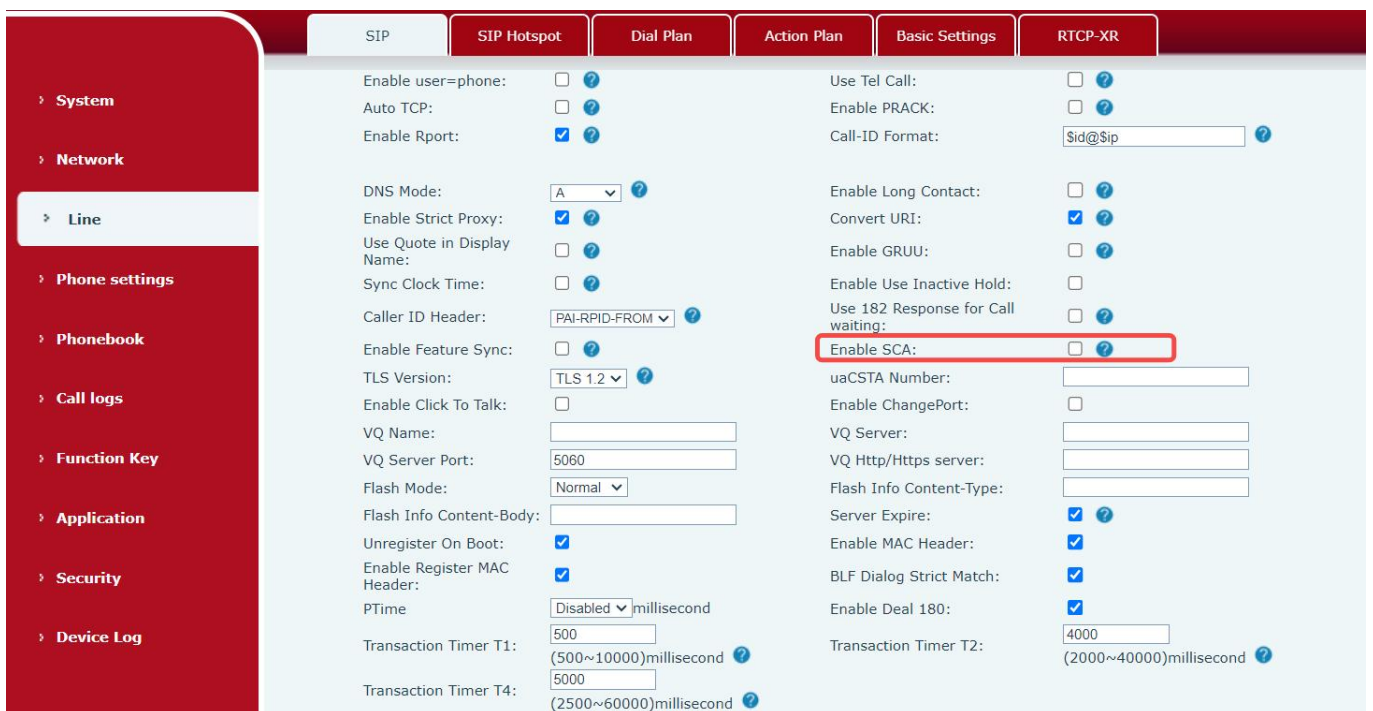 SIP
SIP Hotspot
Dial Plan
Action Plan
Basic Settings
RTCP-XR
System
Network
Line
Phone settings
Phonebook
Call logs
Function Key
Application
Security
Device Log
Enable user=phone:
Use Tel Call:
Auto TCP:
Enable PRACK:
Enable Rport:
Call-ID Format: $id@$ip
DNS Mode: A
Enable Long Contact:
Enable Strict Proxy:
Convert URI:
Use Quote in Display
Name:
Enable GRUU:
Sync Clock Time:
Enable Use Inactive Hold:
Caller ID Header: PAI-RPID-FROM
Use 182 Response for Call
waiting:
Enable Feature Sync:
Enable SCA:
TLS Version: TLS 1.2
uaCSTA Number:
Enable Click To Talk:
Enable ChangePort:
VQ Name:
VQ Server:
VQ Server Port: 5060
VQ Http/Https server:
Flash Mode: Normal
Flash Info Content-Type:
Flash Info Content-Body:
Server Expire:
Unregister On Boot:
Enable MAC Header:
Enable Register MAC
Header:
BLF Dialog Strict Match:
PTime Disabled millisecond
Enable Deal 180:
Transaction Timer T1: 500
(500~10000)millisecond
Transaction Timer T2: 4000
(2000~40000)millisecond
Transaction Timer T4: 5000
(2500~60000)millisecond